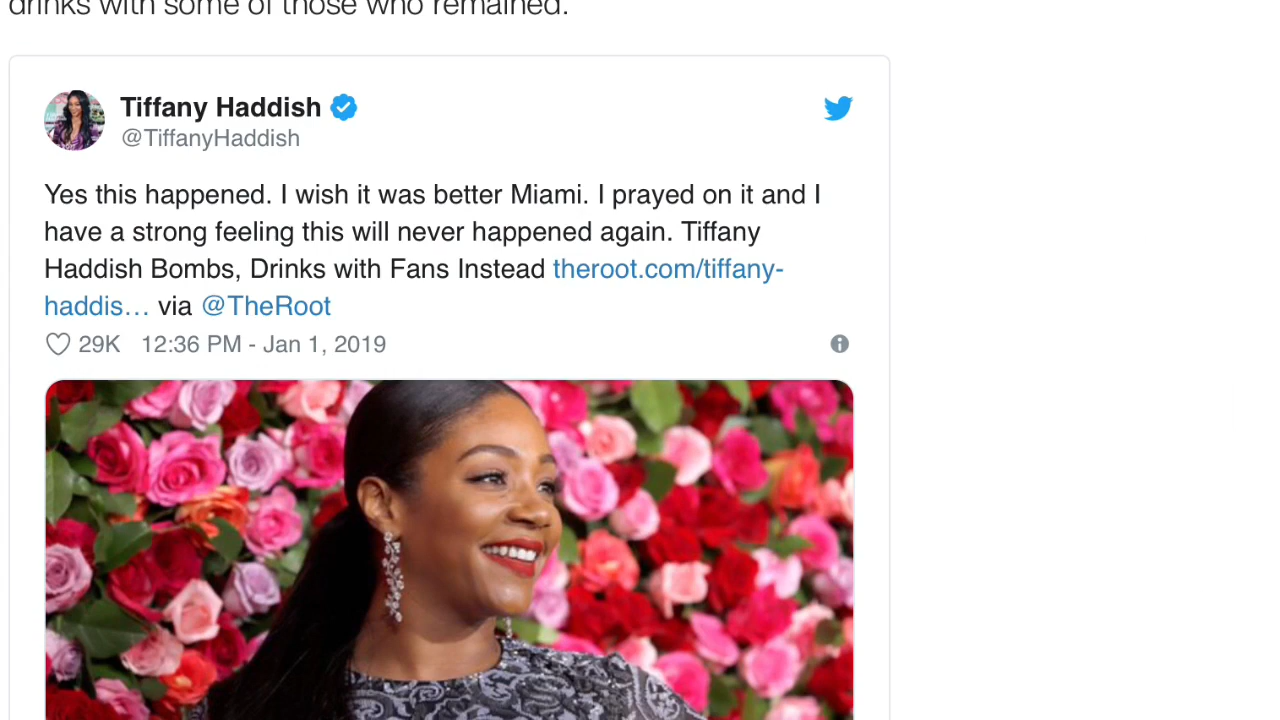 drinks with some of those who remained.
Tiffany Haddish
@TiffanyHaddish
Yes this happened. I wish it was better Miami. I prayed on it and I
have a strong feeling this will never happened again. Tiffany
Haddish Bombs, Drinks with Fans Instead theroot.com/tiffany-
haddis… via @TheRoot
29K 12:36 PM - Jan 1, 2019